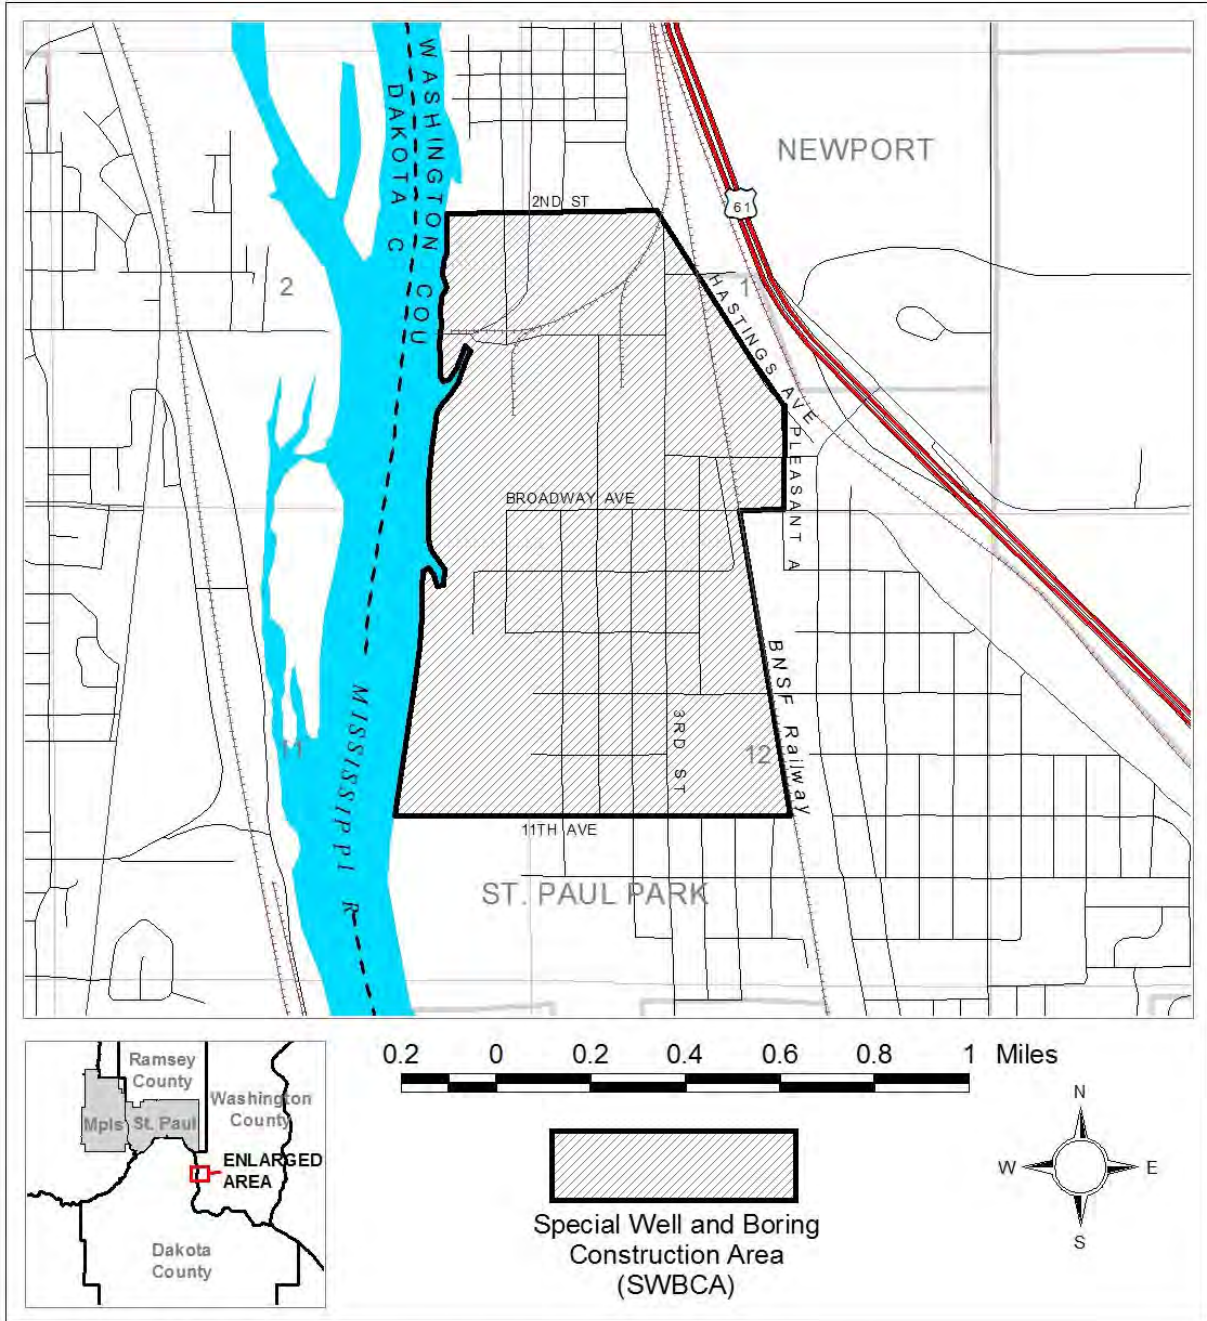 WASHINGTON COU
DAKOTA C
NEWPORT
61
2ND ST
2
1
HASTINGS AVE
PLEASANT A
BROADWAY AVE
BNSF Railway
MISSISSIPPI R
3RD ST
11
12
11TH AVE
ST. PAUL PARK
Ramsey
County
Washington
County
Mpls
St. Paul
ENLARGED
AREA
Dakota
County
0.2 0 0.2 0.4 0.6 0.8 1 Miles
Special Well and Boring
Construction Area
(SWBCA)
N
W E
S